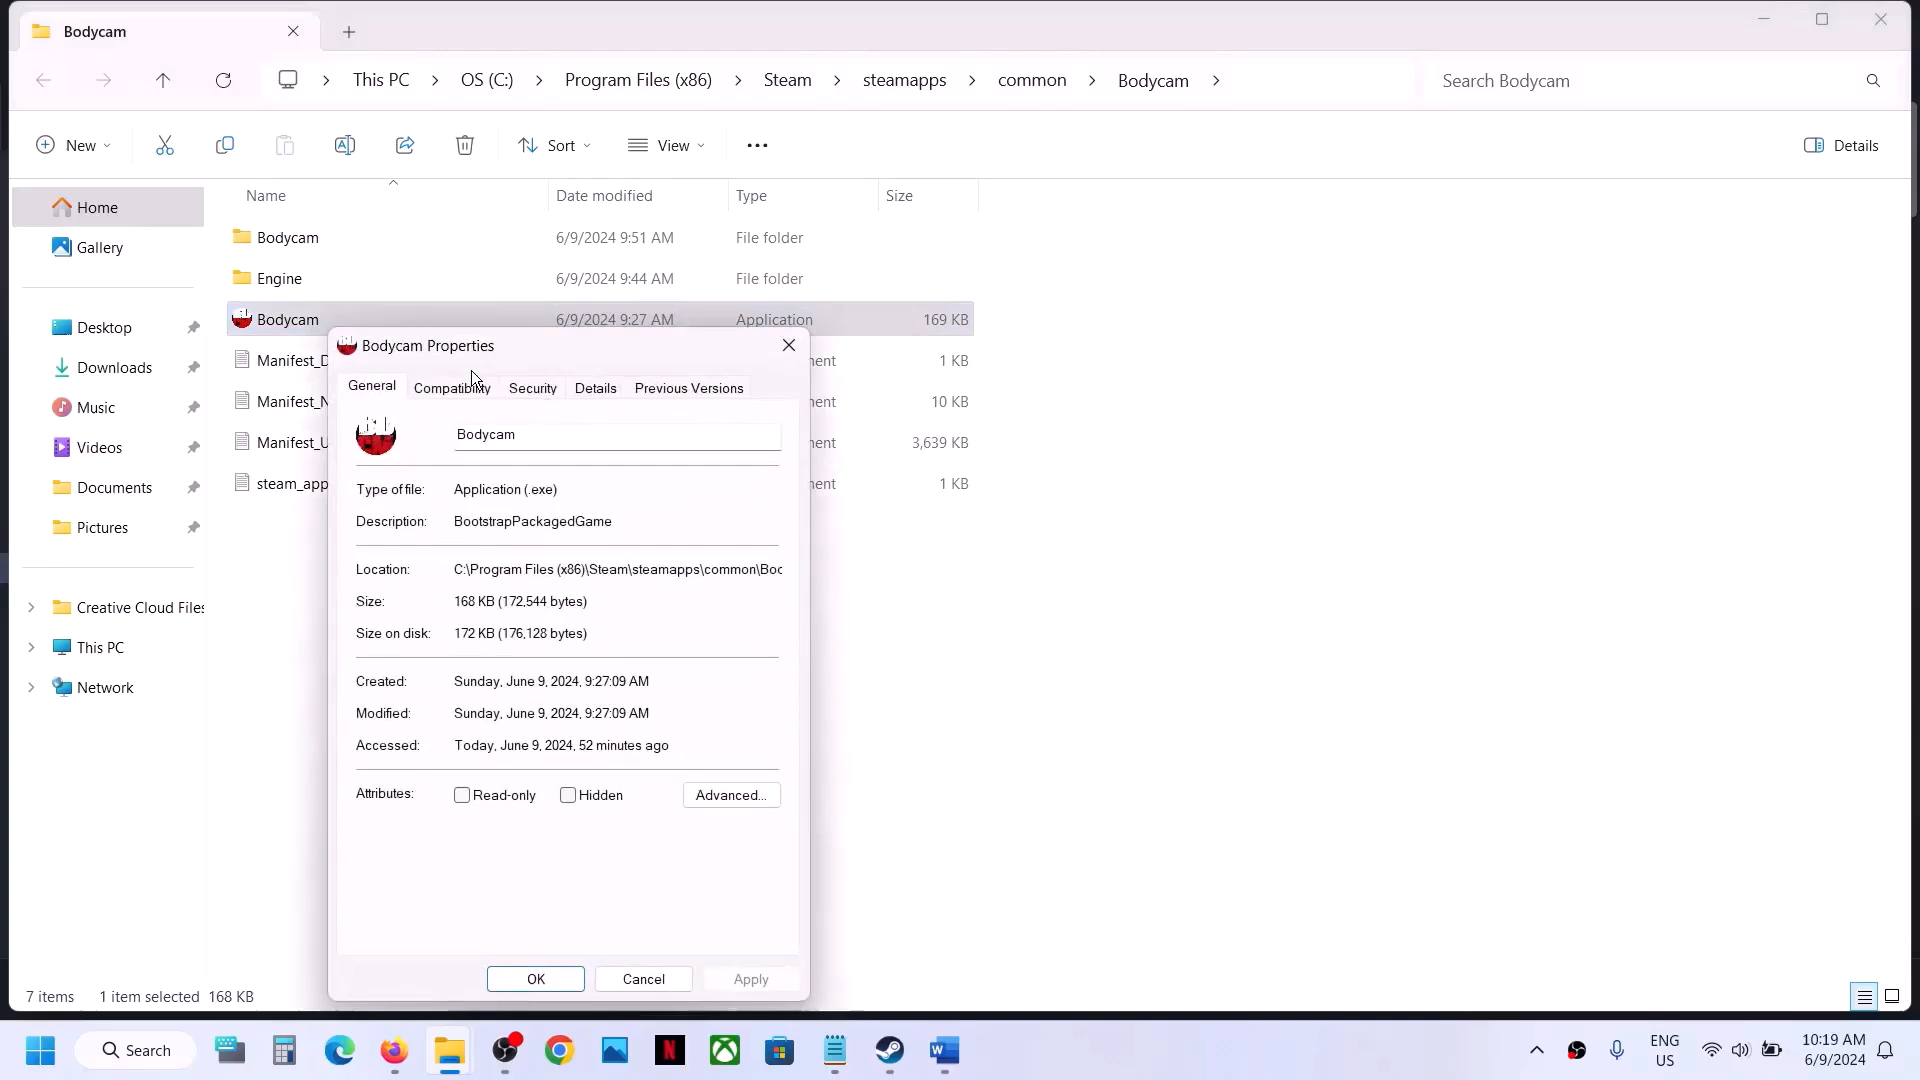 Bodycam
This PC
OS (C:)
Program Files (x86)
Steam
steamapps
common
Bodycam
Search Bodycam
New
Sort
View
Details
Name
Date modified
Type
Size
Home
Gallery
Desktop
Downloads
Music
Videos
Documents
Pictures
Creative Cloud Files
This PC
Network
Bodycam 6/9/2024 9:51 AM File folder
Engine 6/9/2024 9:44 AM File folder
Bodycam 6/9/2024 9:27 AM Application 169 KB
Manifest_D ment 1 KB
Manifest_N ment 10 KB
Manifest_U ment 3,639 KB
steam_app ment 1 KB
Bodycam Properties
General Compatibility Security Details Previous Versions
Bodycam
Type of file: Application (.exe)
Description: BootstrapPackagedGame
Location: C:\Program Files (x86)\Steam\steamapps\common\Boc
Size: 168 KB (172,544 bytes)
Size on disk: 172 KB (176,128 bytes)
Created: Sunday, June 9, 2024, 9:27:09 AM
Modified: Sunday, June 9, 2024, 9:27:09 AM
Accessed: Today, June 9, 2024, 52 minutes ago
Attributes: Read-only Hidden Advanced...
OK Cancel Apply
7 items 1 item selected 168 KB
Search
ENG
US
10:19 AM
6/9/2024